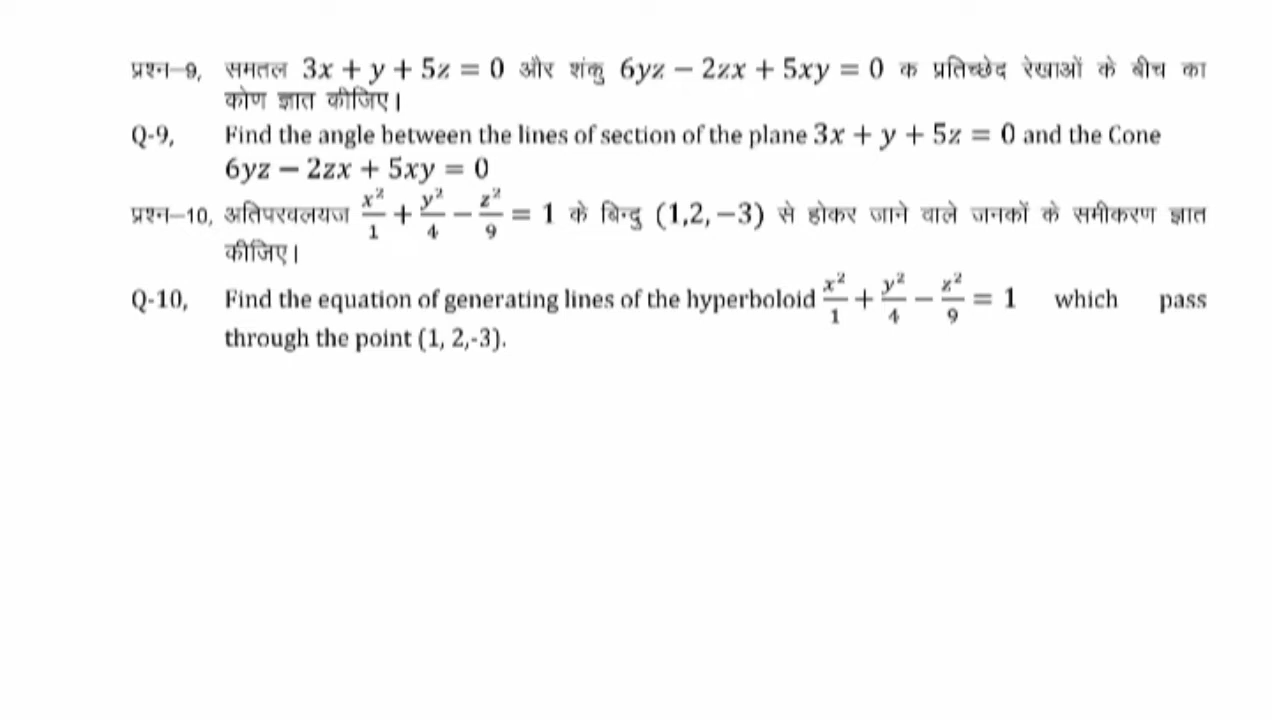 प्रश्न–9, समतल 3x + y + 5z = 0 और शंकु 6yz − 2zx + 5xy = 0 क प्रतिच्छेद रेखाओं के बीच का
कोण ज्ञात कीजिए।
Q-9, Find the angle between the lines of section of the plane 3x + y + 5z = 0 and the Cone
6yz − 2zx + 5xy = 0
प्रश्न–10, अतिपरवलयज x²/1 + y²/4 − z²/9 = 1 के बिन्दु (1,2,−3) से होकर जाने वाले जनकों के समीकरण ज्ञात
कीजिए।
Q-10, Find the equation of generating lines of the hyperboloid x²/1 + y²/4 − z²/9 = 1 which pass
through the point (1, 2,-3).